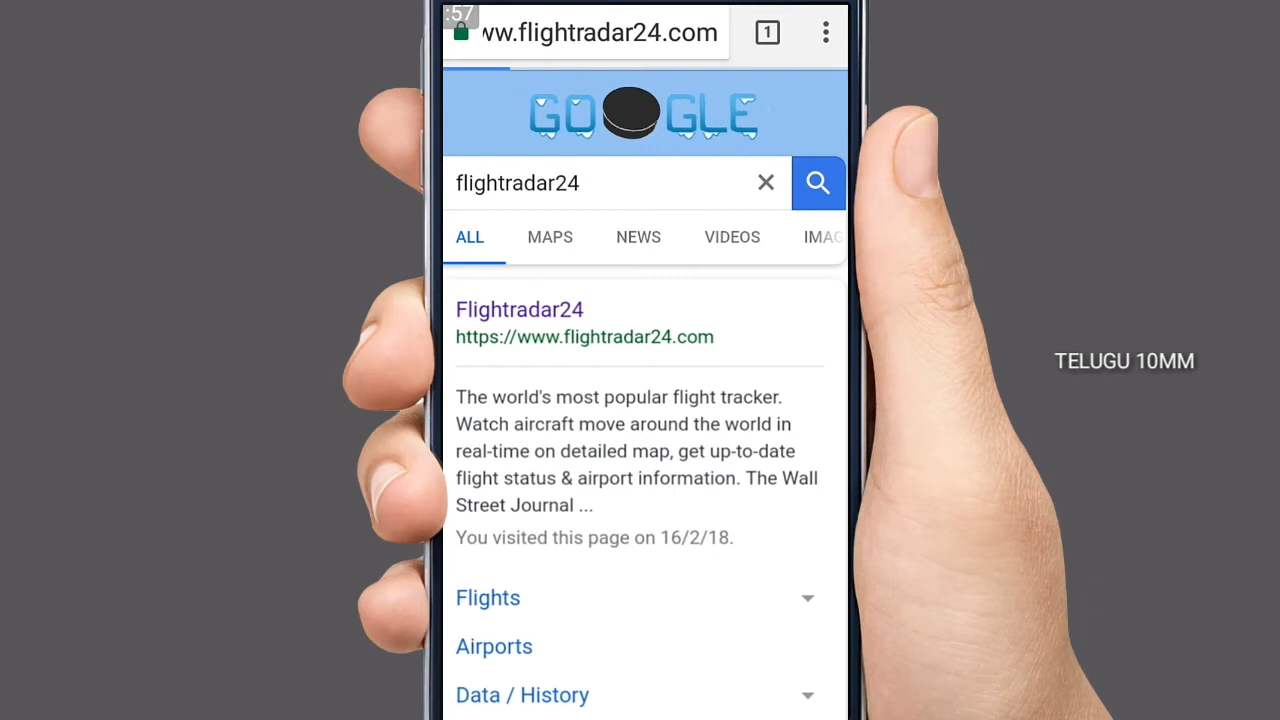 :57
ww.flightradar24.com
1
GOOGLE
flightradar24
ALL MAPS NEWS VIDEOS IMAG
Flightradar24
https://www.flightradar24.com
The world's most popular flight tracker.
Watch aircraft move around the world in
real-time on detailed map, get up-to-date
flight status & airport information. The Wall
Street Journal ...
You visited this page on 16/2/18.
Flights
Airports
Data / History
TELUGU 10MM